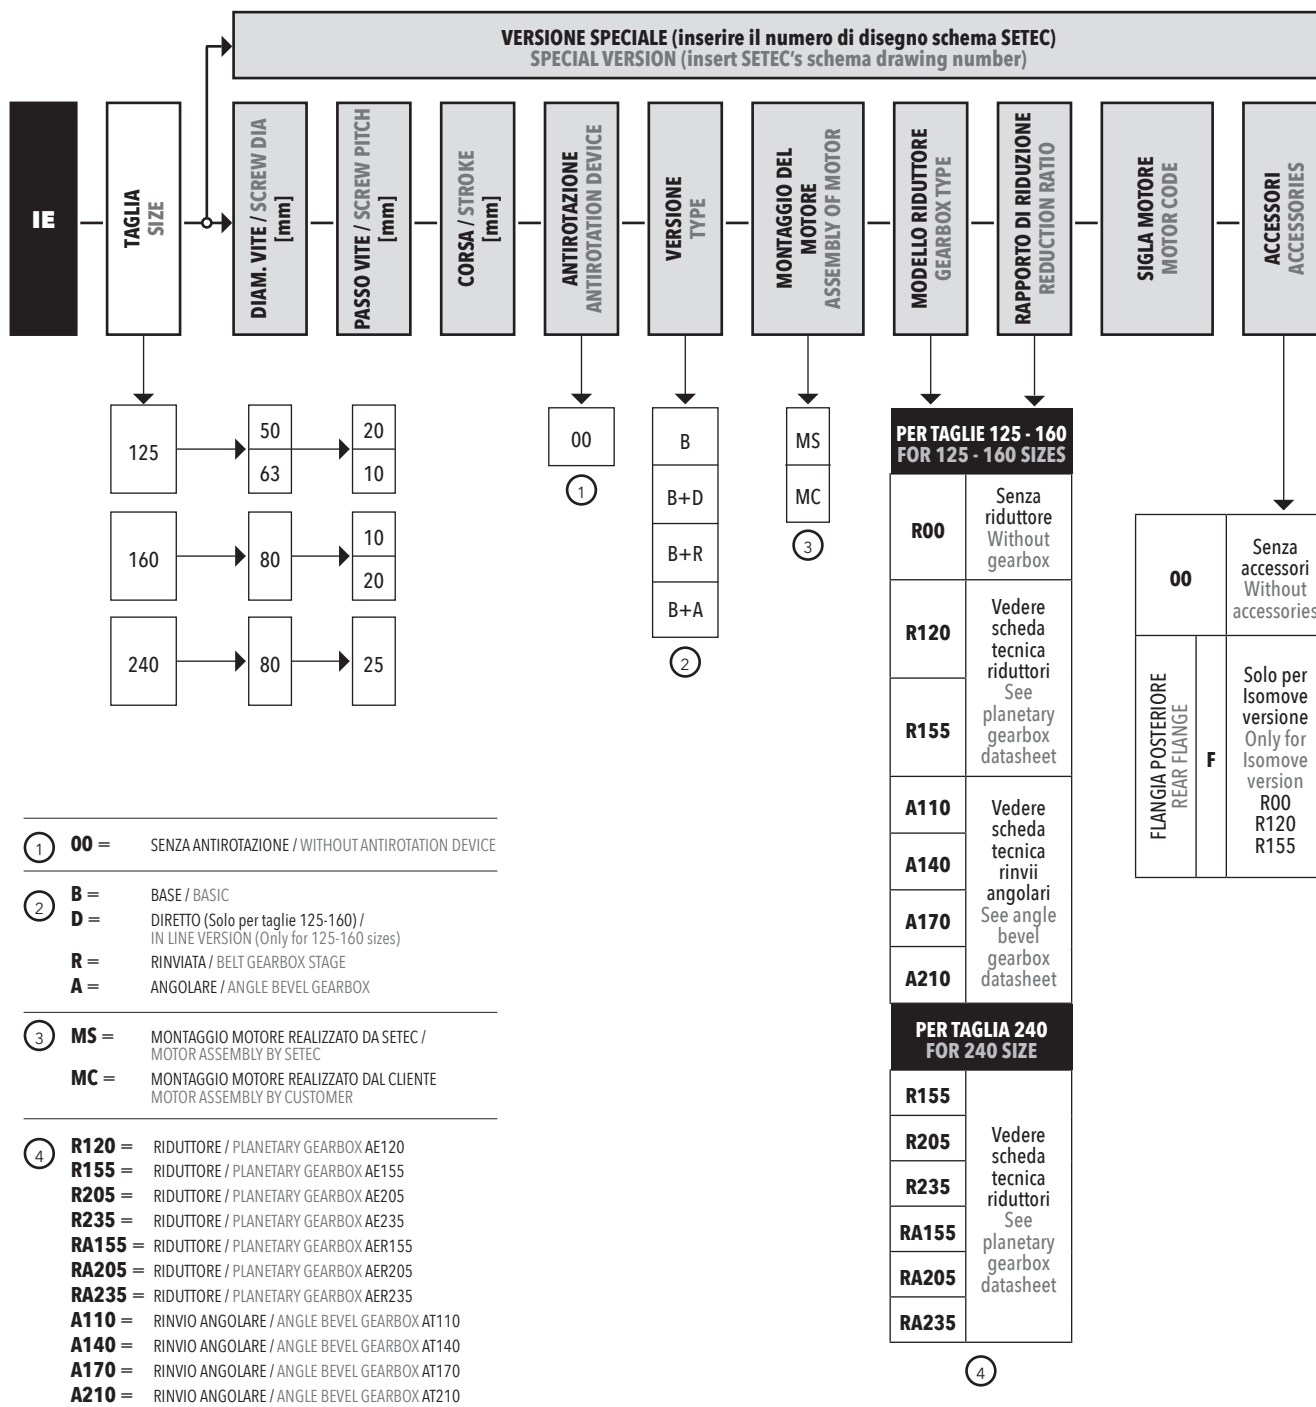 VERSIONE SPECIALE (inserire il numero di disegno schema SETEC)
SPECIAL VERSION (insert SETEC's schema drawing number)
IE
TAGLIA
SIZE
DIAM. VITE / SCREW DIA
[mm]
PASSO VITE / SCREW PITCH
[mm]
CORSA / STROKE
[mm]
ANTIROTAZIONE
ANTIROTATION DEVICE
VERSIONE
TYPE
MONTAGGIO DEL
MOTORE
ASSEMBLY OF MOTOR
MODELLO RIDUTTORE
GEARBOX TYPE
RAPPORTO DI RIDUZIONE
REDUCTION RATIO
SIGLA MOTORE
MOTOR CODE
ACCESSORI
ACCESSORIES
125
50
63
20
10
160
80
10
20
240
80
25
00
1
B
B+D
B+R
B+A
2
MS
MC
3
PER TAGLIE 125 - 160
FOR 125 - 160 SIZES
R00
Senza
riduttore
Without
gearbox
R120
R155
Vedere
scheda
tecnica
riduttori
See
planetary
gearbox
datasheet
A110
A140
A170
A210
Vedere
scheda
tecnica
rinvii
angolari
See angle
bevel
gearbox
datasheet
PER TAGLIA 240
FOR 240 SIZE
R155
R205
R235
RA155
RA205
RA235
Vedere
scheda
tecnica
riduttori
See
planetary
gearbox
datasheet
4
00
Senza
accessori
Without
accessories
FLANGIA POSTERIORE
REAR FLANGE
F
Solo per
Isomove
versione
Only for
Isomove
version
R00
R120
R155
1 00 = SENZA ANTIROTAZIONE / WITHOUT ANTIROTATION DEVICE
2 B = BASE / BASIC
D = DIRETTO (Solo per taglie 125-160) /
IN LINE VERSION (Only for 125-160 sizes)
R = RINVIATA / BELT GEARBOX STAGE
A = ANGOLARE / ANGLE BEVEL GEARBOX
3 MS = MONTAGGIO MOTORE REALIZZATO DA SETEC /
MOTOR ASSEMBLY BY SETEC
MC = MONTAGGIO MOTORE REALIZZATO DAL CLIENTE
MOTOR ASSEMBLY BY CUSTOMER
4 R120 = RIDUTTORE / PLANETARY GEARBOX AE120
R155 = RIDUTTORE / PLANETARY GEARBOX AE155
R205 = RIDUTTORE / PLANETARY GEARBOX AE205
R235 = RIDUTTORE / PLANETARY GEARBOX AE235
RA155 = RIDUTTORE / PLANETARY GEARBOX AER155
RA205 = RIDUTTORE / PLANETARY GEARBOX AER205
RA235 = RIDUTTORE / PLANETARY GEARBOX AER235
A110 = RINVIO ANGOLARE / ANGLE BEVEL GEARBOX AT110
A140 = RINVIO ANGOLARE / ANGLE BEVEL GEARBOX AT140
A170 = RINVIO ANGOLARE / ANGLE BEVEL GEARBOX AT170
A210 = RINVIO ANGOLARE / ANGLE BEVEL GEARBOX AT210